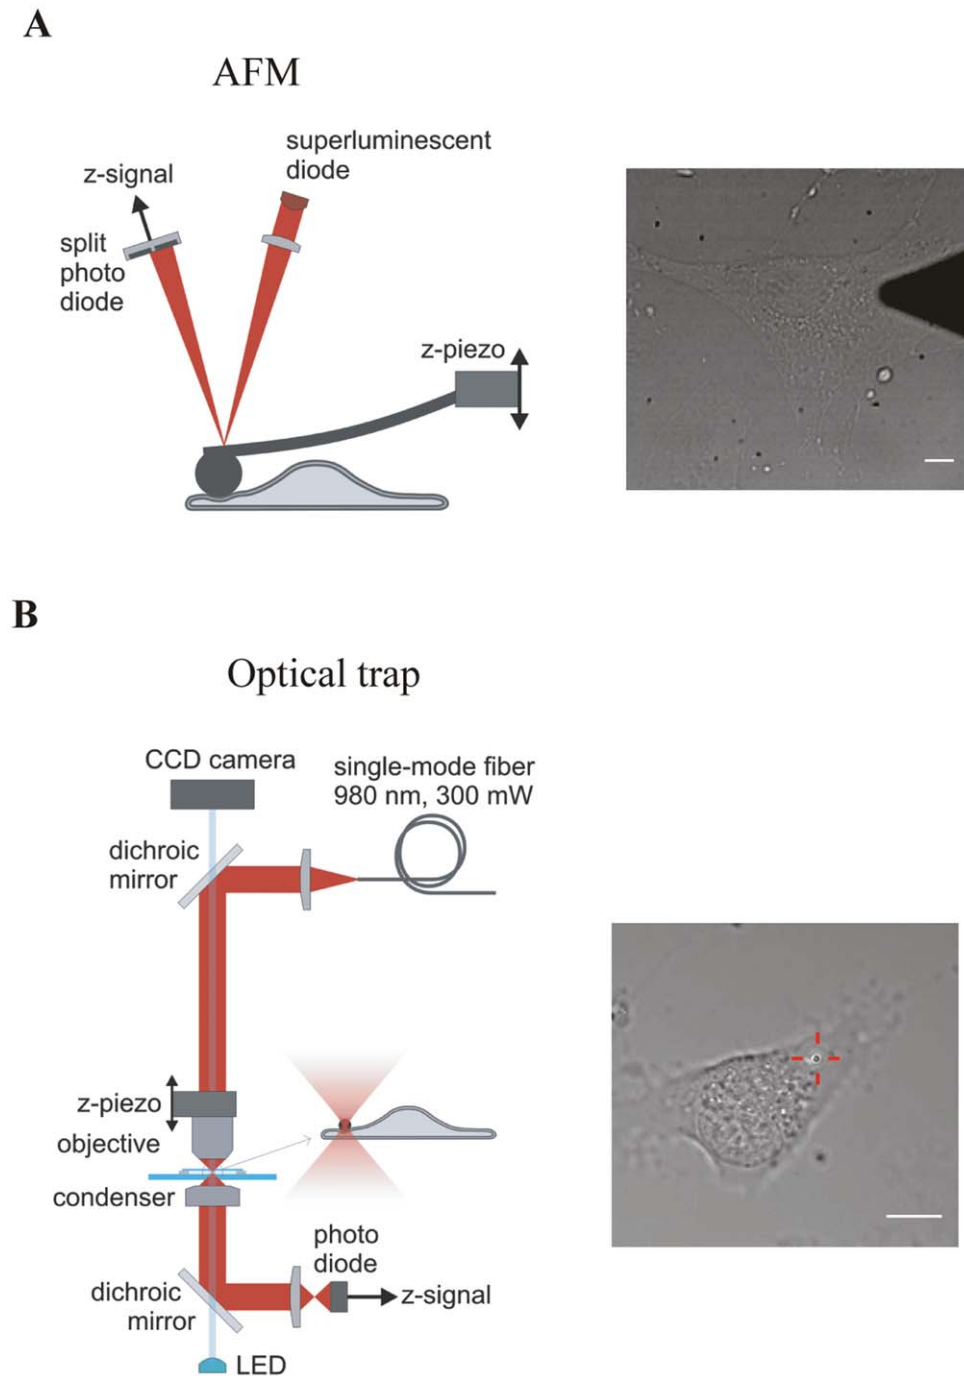 A
AFM
superluminescent
diode
z-signal
split
photo
diode
z-piezo
B
Optical trap
CCD camera
single-mode fiber
980 nm, 300 mW
dichroic
mirror
z-piezo
objective
condenser
photo
diode
z-signal
dichroic
mirror
LED